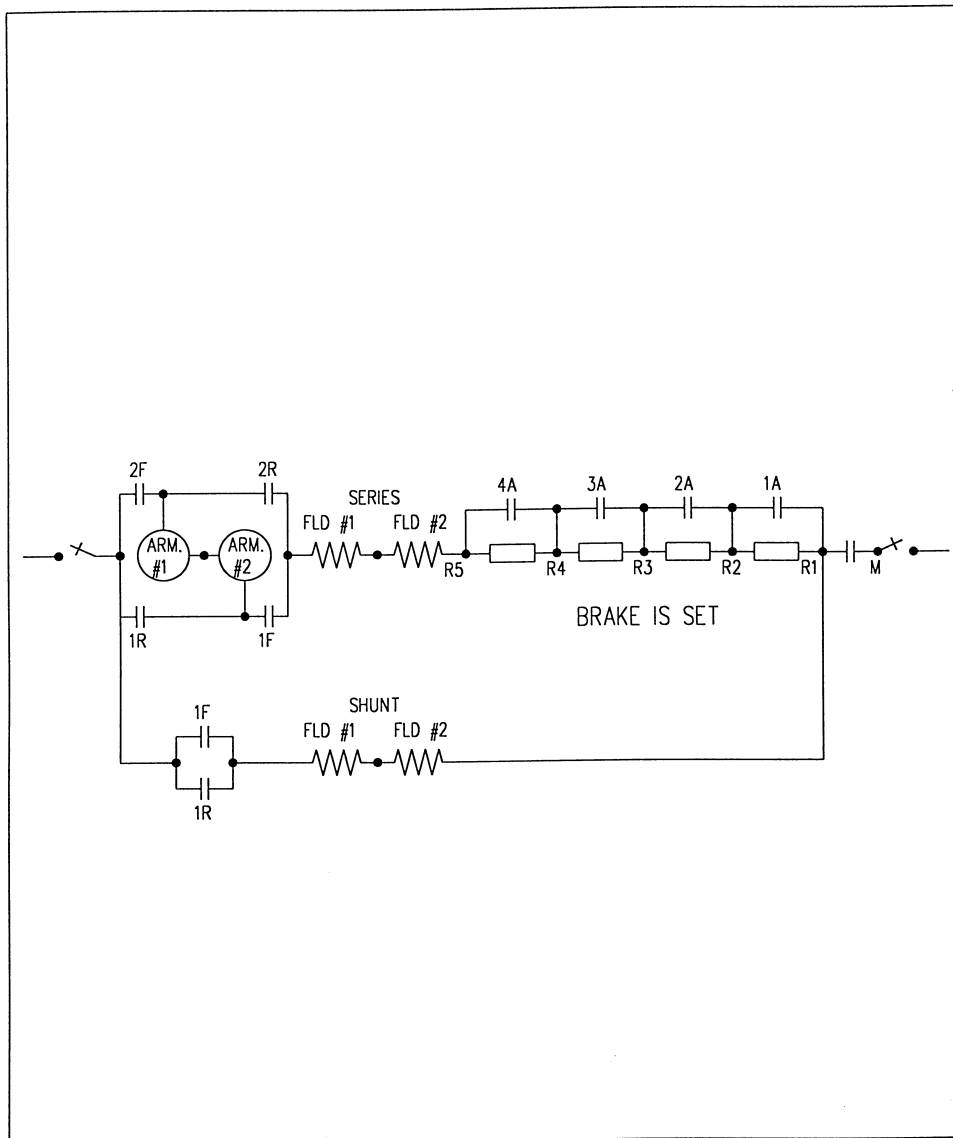 2F 2R
SERIES
4A 3A 2A 1A
FLD #1 FLD #2
ARM. #1
ARM. #2
R5 R4 R3 R2 R1 M
1R 1F
BRAKE IS SET
SHUNT
1F
FLD #1 FLD #2
1R